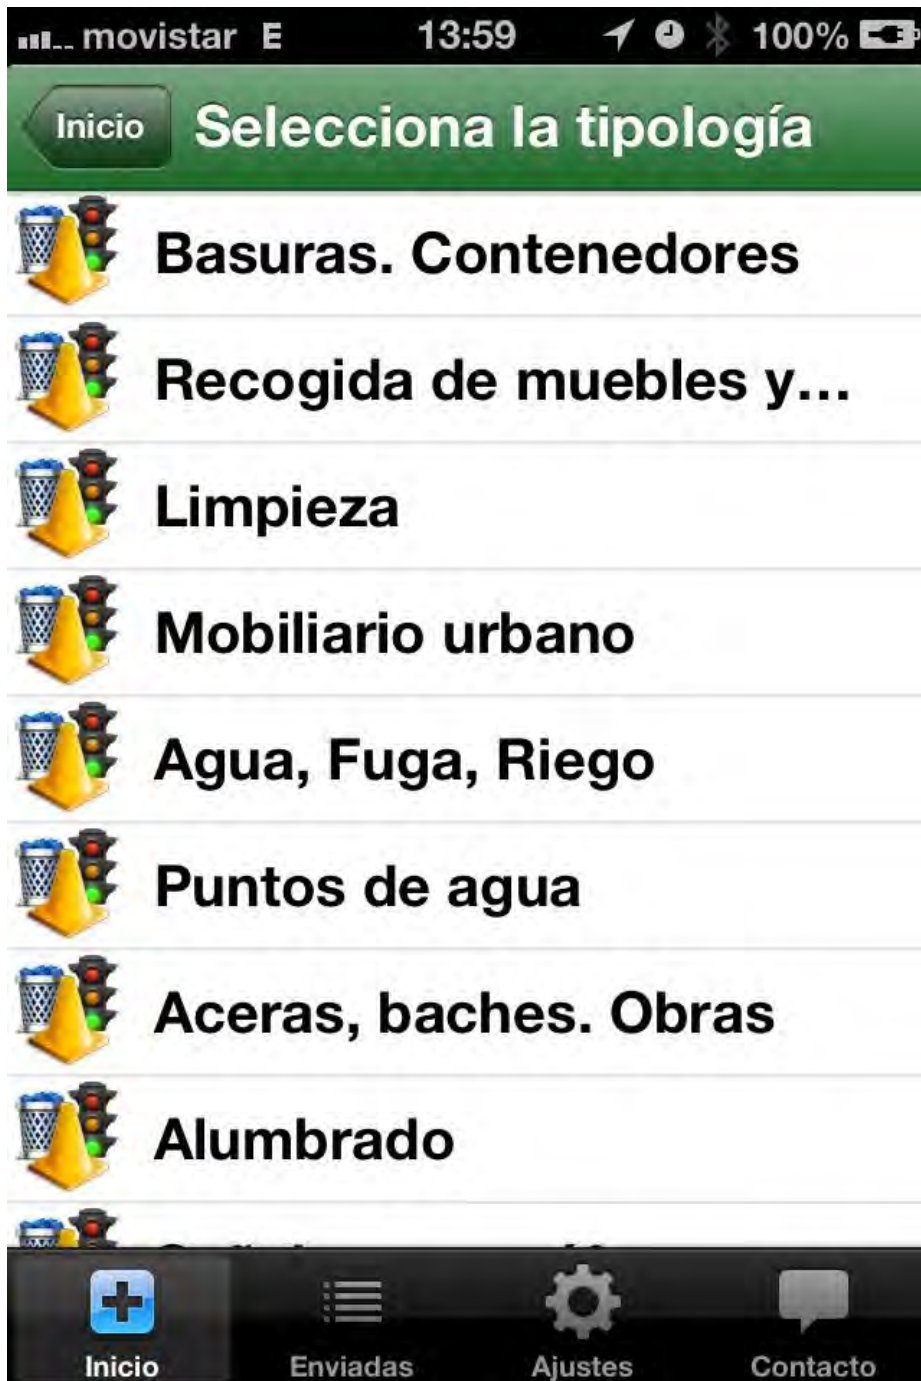 movistar E 13:59 100%
Inicio Selecciona la tipología
Basuras. Contenedores
Recogida de muebles y...
Limpieza
Mobiliario urbano
Agua, Fuga, Riego
Puntos de agua
Aceras, baches. Obras
Alumbrado
Inicio Enviadas Ajustes Contacto